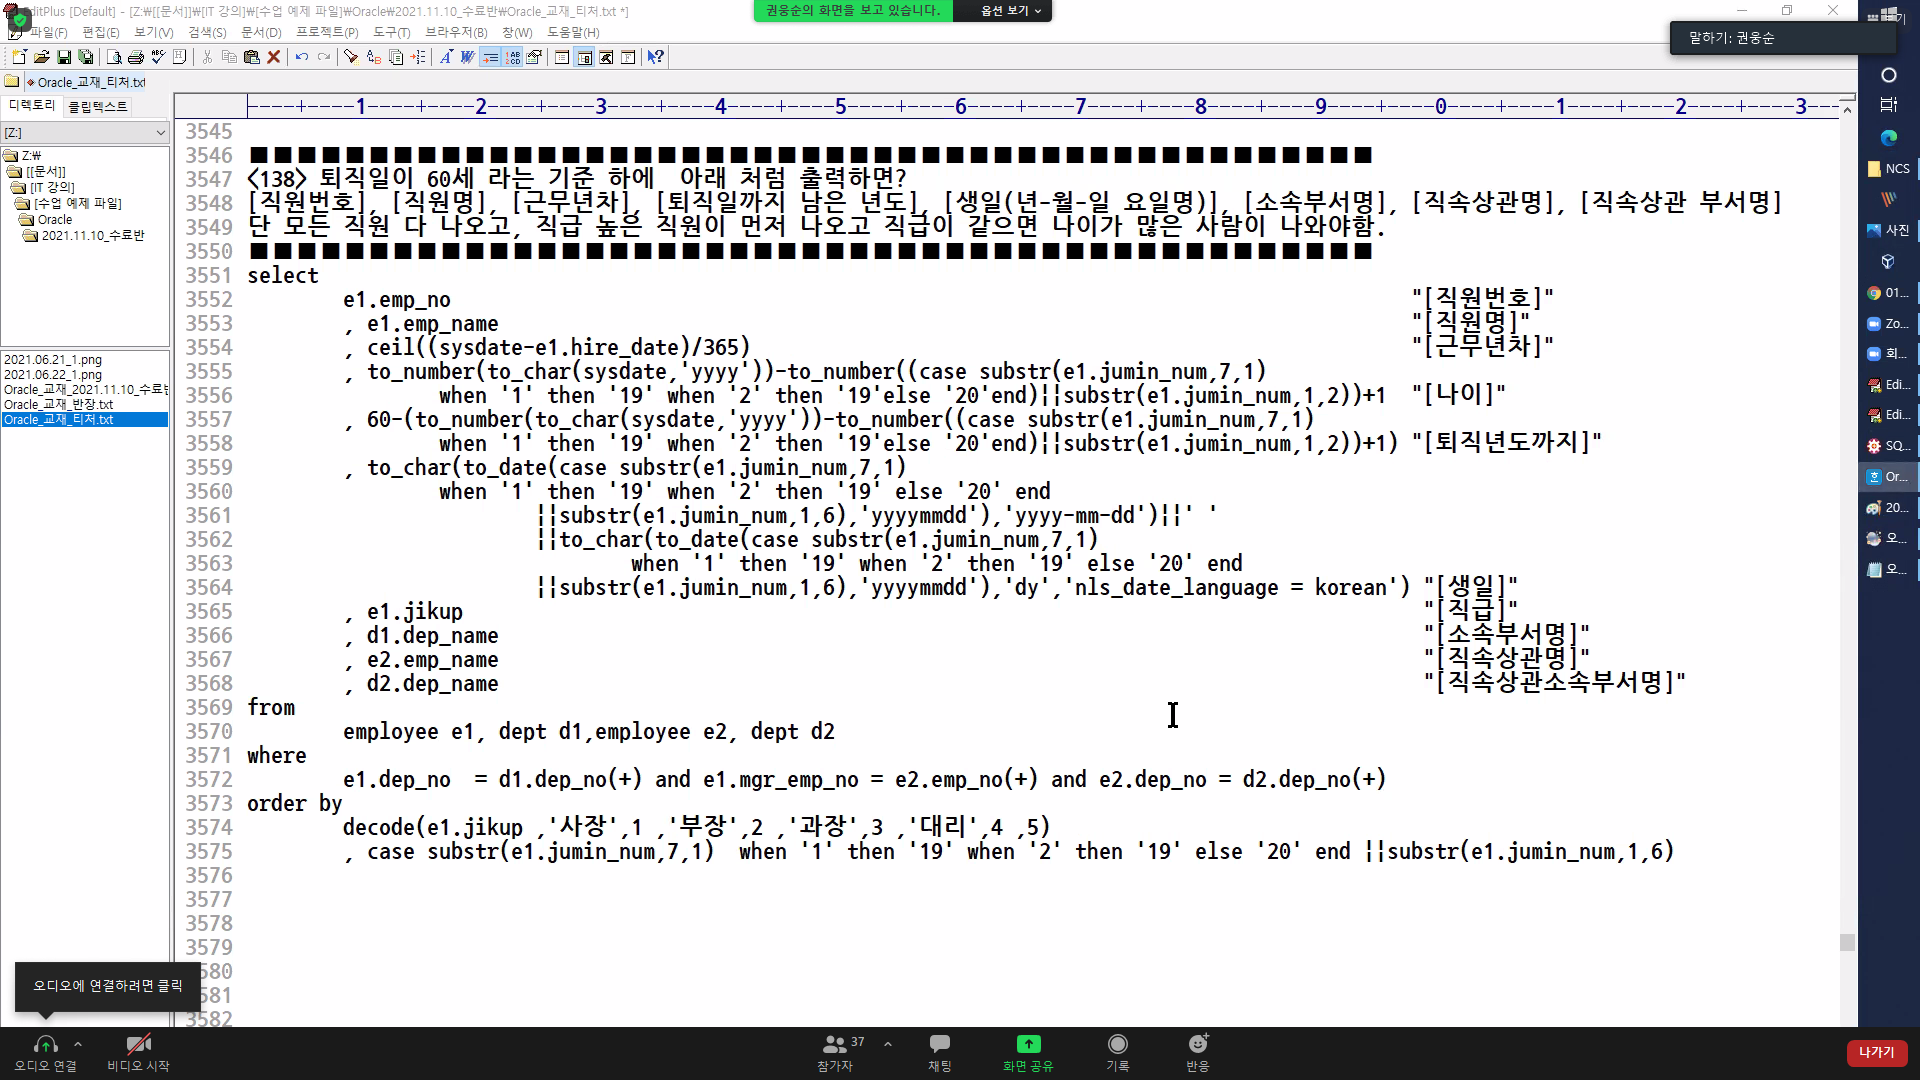 EditPlus [Default] - [Z:\[[문서]]\[IT 강의]\[수업 예제 파일]\Oracle\2021.11.10_수료반\Oracle_교재_티처.txt *]
권웅순의 화면을 보고 있습니다.
옵션 보기
파일(F) 편집(E) 보기(V) 검색(S) 문서(D) 프로젝트(P) 도구(T) 브라우저(B) 창(W) 도움말(H)
말하기: 권웅순
Oracle_교재_티처.txt
디렉토리 클립텍스트
----+----1----+----2----+----3----+----4----+----5----+----6----+----7----+----8----+----9----+----0----+----1----+----2----+----3---
[Z:]
Z:\
[[문서]]
[IT 강의]
[수업 예제 파일]
Oracle
2021.11.10_수료반
2021.06.21_1.png
2021.06.22_1.png
Oracle_교재_2021.11.10_수료반
Oracle_교재_반장.txt
Oracle_교재_티처.txt
3545
3546 ■■■■■■■■■■■■■■■■■■■■■■■■■■■■■■■■■■■■■■■■■■■■■■■
3547 <138> 퇴직일이 60세 라는 기준 하에 아래 처럼 출력하면?
3548 [직원번호], [직원명], [근무년차], [퇴직일까지 남은 년도], [생일(년-월-일 요일명)], [소속부서명], [직속상관명], [직속상관 부서명]
3549 단 모든 직원 다 나오고, 직급 높은 직원이 먼저 나오고 직급이 같으면 나이가 많은 사람이 나와야함.
3550 ■■■■■■■■■■■■■■■■■■■■■■■■■■■■■■■■■■■■■■■■■■■■■■■
3551 select
3552 e1.emp_no "[직원번호]"
3553 , e1.emp_name "[직원명]"
3554 , ceil((sysdate-e1.hire_date)/365) "[근무년차]"
3555 , to_number(to_char(sysdate,'yyyy'))-to_number((case substr(e1.jumin_num,7,1)
3556 when '1' then '19' when '2' then '19'else '20'end)||substr(e1.jumin_num,1,2))+1 "[나이]"
3557 , 60-(to_number(to_char(sysdate,'yyyy'))-to_number((case substr(e1.jumin_num,7,1)
3558 when '1' then '19' when '2' then '19'else '20'end)||substr(e1.jumin_num,1,2))+1) "[퇴직년도까지]"
3559 , to_char(to_date(case substr(e1.jumin_num,7,1)
3560 when '1' then '19' when '2' then '19' else '20' end
3561 ||substr(e1.jumin_num,1,6),'yyyymmdd'),'yyyy-mm-dd')||' '
3562 ||to_char(to_date(case substr(e1.jumin_num,7,1)
3563 when '1' then '19' when '2' then '19' else '20' end
3564 ||substr(e1.jumin_num,1,6),'yyyymmdd'),'dy','nls_date_language = korean') "[생일]"
3565 , e1.jikup "[직급]"
3566 , d1.dep_name "[소속부서명]"
3567 , e2.emp_name "[직속상관명]"
3568 , d2.dep_name "[직속상관소속부서명]"
3569 from
3570 employee e1, dept d1,employee e2, dept d2
3571 where
3572 e1.dep_no = d1.dep_no(+) and e1.mgr_emp_no = e2.emp_no(+) and e2.dep_no = d2.dep_no(+)
3573 order by
3574 decode(e1.jikup ,'사장',1 ,'부장',2 ,'과장',3 ,'대리',4 ,5)
3575 , case substr(e1.jumin_num,7,1) when '1' then '19' when '2' then '19' else '20' end ||substr(e1.jumin_num,1,6)
3576
3577
3578
3579
3580
3581
3582
NCS
사진
01...
Zo...
회...
Edi...
Edi...
SQ...
Or...
20...
오...
오...
오디오에 연결하려면 클릭
오디오 연결
비디오 시작
37
참가자
채팅
화면 공유
기록
반응
나가기